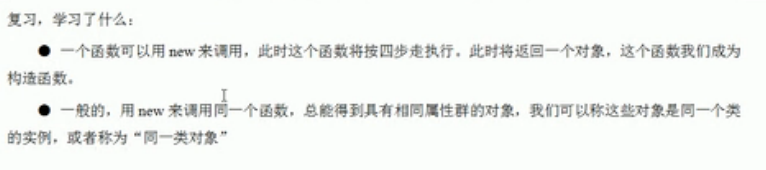 复习，学习了什么：
● 一个函数可以用 new 来调用，此时这个函数将按四步走执行。此时将返回一个对象，这个函数我们成为
构造函数。
● 一般的，用 new 来调用同一个函数，总能得到具有相同属性群的对象，我们可以称这些对象是同一个类
的实例，或者称为“同一类对象”